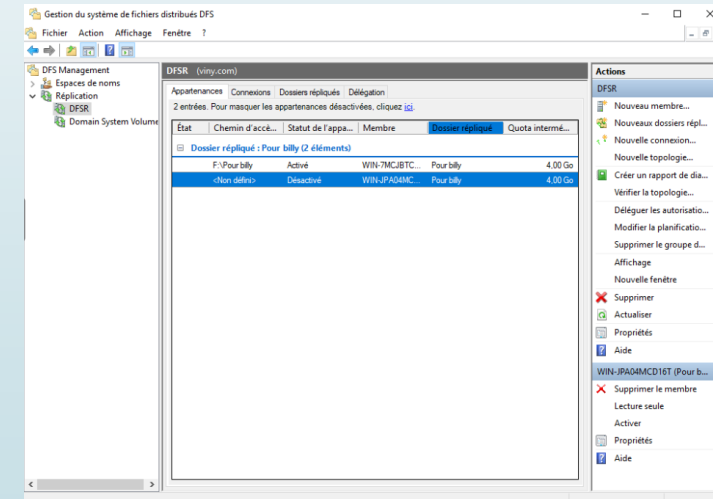 Gestion du système de fichiers distribués DFS
Fichier Action Affichage Fenêtre ?
DFS Management
Espaces de noms
Réplication
DFSR
Domain System Volume
DFSR (viny.com)
Appartenances Connexions Dossiers répliqués Délégation
2 entrées. Pour masquer les appartenances désactivées, cliquez ici.
État Chemin d'accè... Statut de l'appa... Membre Dossier répliqué Quota intermé...
Dossier répliqué : Pour billy (2 éléments)
F:\Pour billy Activé WIN-7MCJBTC... Pour billy 4,00 Go
<Non défini> Désactivé WIN-JPA04MC... Pour billy 4,00 Go
Actions
DFSR
Nouveau membre...
Nouveaux dossiers répl...
Nouvelle connexion...
Nouvelle topologie...
Créer un rapport de dia...
Vérifier la topologie...
Déléguer les autorisatio...
Modifier la planificatio...
Supprimer le groupe d...
Affichage
Nouvelle fenêtre
Supprimer
Actualiser
Propriétés
Aide
WIN-JPA04MCD16T (Pour b...
Supprimer le membre
Lecture seule
Activer
Propriétés
Aide